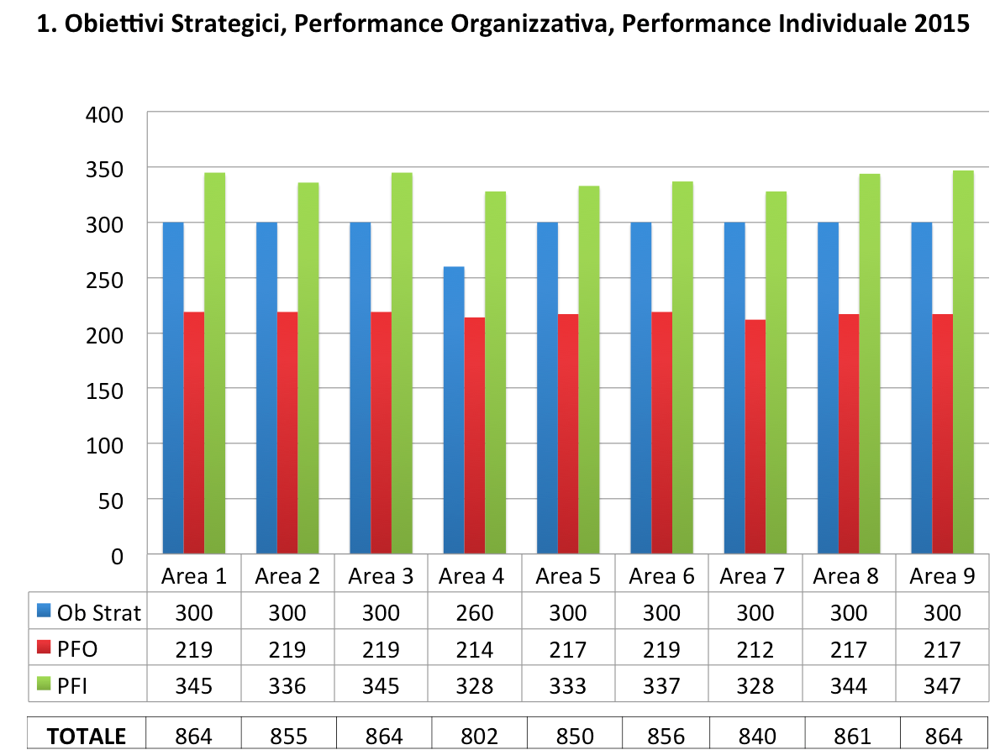 1. Obiettivi Strategici, Performance Organizzativa, Performance Individuale 2015
400
350
300
250
200
150
100
50
0
Area 1 Area 2 Area 3 Area 4 Area 5 Area 6 Area 7 Area 8 Area 9
Ob Strat 300 300 300 260 300 300 300 300 300
PFO 219 219 219 214 217 219 212 217 217
PFI 345 336 345 328 333 337 328 344 347
TOTALE 864 855 864 802 850 856 840 861 864